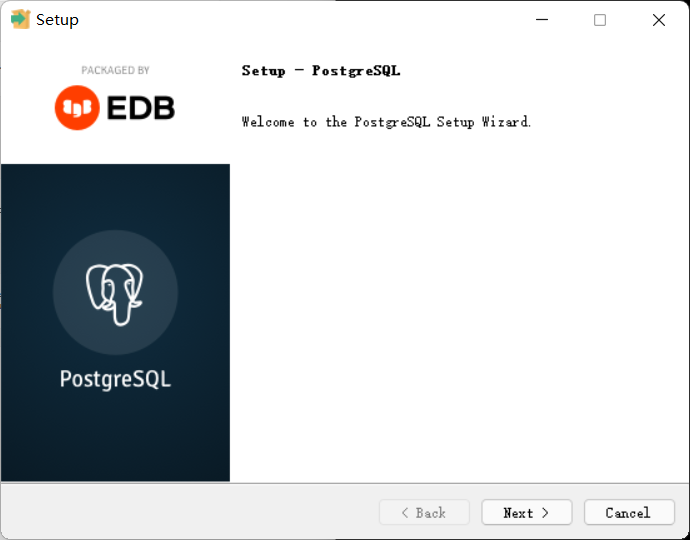 Setup
PACKAGED BY
EDB
Setup - PostgreSQL
Welcome to the PostgreSQL Setup Wizard.
PostgreSQL
< Back
Next >
Cancel